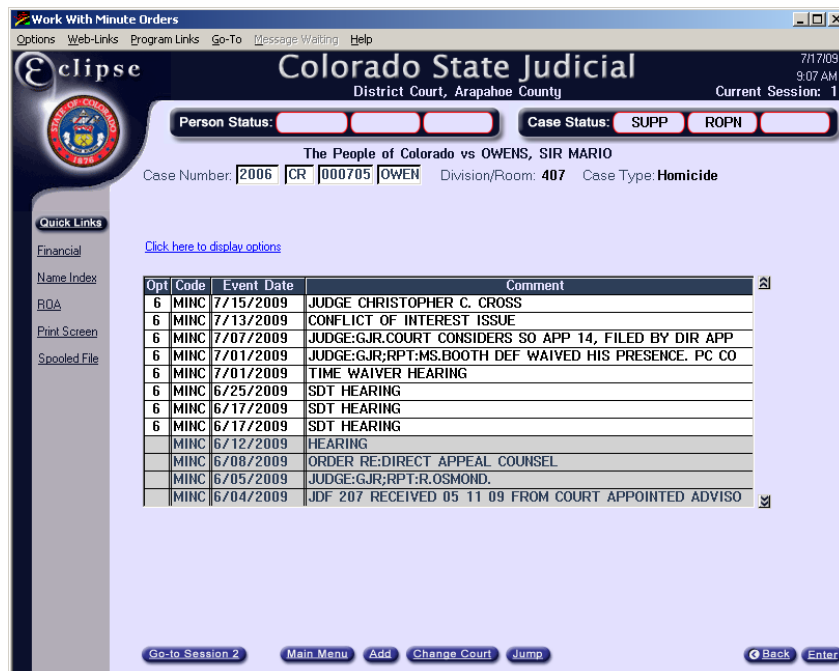 Work With Minute Orders
Options Web-Links Program Links Go-To Message Waiting Help
Eclipse
Colorado State Judicial
7/17/09
9:07 AM
District Court, Arapahoe County
Current Session: 1
STATE OF COLORADO
1876
Person Status:
Case Status: SUPP ROPN
The People of Colorado vs OWENS, SIR MARIO
Case Number: 2006 CR 000705 OWEN Division/Room: 407 Case Type: Homicide
Quick Links
Financial
Name Index
ROA
Print Screen
Spooled File
Click here to display options
Opt Code Event Date Comment
6 MINC 7/15/2009 JUDGE CHRISTOPHER C. CROSS
6 MINC 7/13/2009 CONFLICT OF INTEREST ISSUE
6 MINC 7/07/2009 JUDGE:GJR.COURT CONSIDERS SO APP 14, FILED BY DIR APP
6 MINC 7/01/2009 JUDGE:GJR;RPT:MS.BOOTH DEF WAIVED HIS PRESENCE. PC CO
6 MINC 7/01/2009 TIME WAIVER HEARING
6 MINC 6/25/2009 SDT HEARING
6 MINC 6/17/2009 SDT HEARING
6 MINC 6/17/2009 SDT HEARING
MINC 6/12/2009 HEARING
MINC 6/08/2009 ORDER RE:DIRECT APPEAL COUNSEL
MINC 6/05/2009 JUDGE:GJR;RPT:R.OSMOND.
MINC 6/04/2009 JDF 207 RECEIVED 05 11 09 FROM COURT APPOINTED ADVISO
Go-to Session 2 Main Menu Add Change Court Jump Back Enter